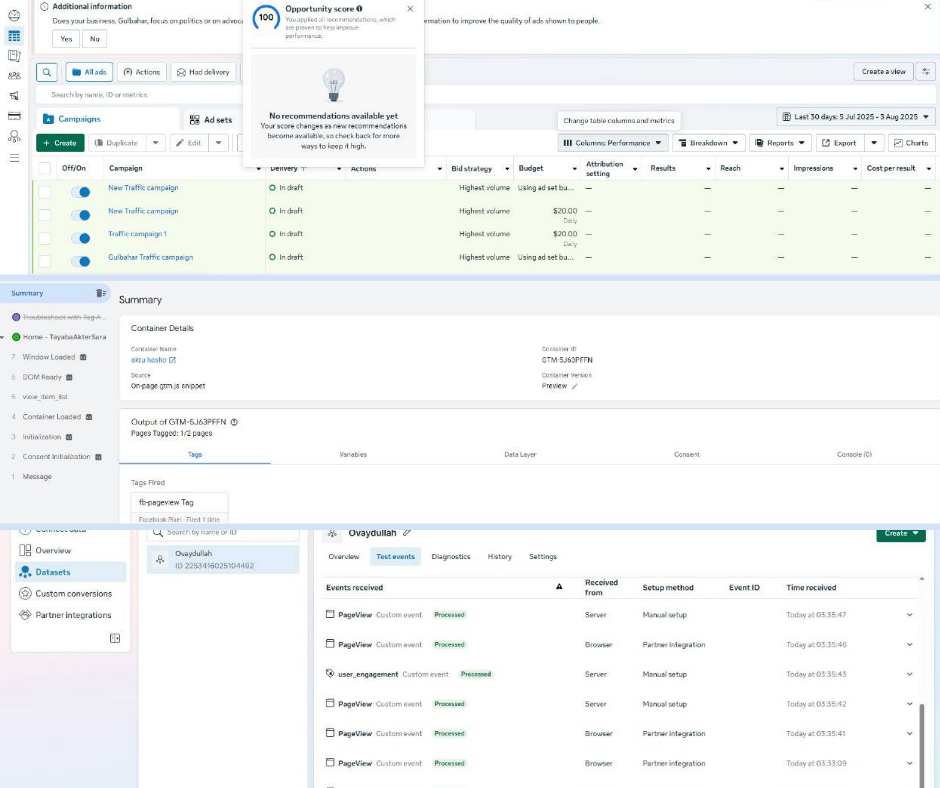 Additional information
Does your business, Gulbahar, focus on politics or on advoca
ermation to improve the quality of ads shown to people.
Yes
No
100
Opportunity score
You applied all recommendations, which
are proven to help improve
performance.
No recommendations available yet
Your score changes as new recommendations
become available, so check back for more
ways to keep it high.
All ads
Actions
Had delivery
Create a view
Search by name, ID or metrics
Campaigns
Ad sets
Change table columns and metrics
Last 30 days: 5 Jul 2025 - 3 Aug 2025
+ Create
Duplicate
Edit
Columns: Performance
Breakdown
Reports
Export
Charts
Off/On
Campaign
Delivery ↑
Actions
Bid strategy
Budget
Attribution
setting
Results
Reach
Impressions
Cost per result
New Traffic campaign
In draft
Highest volume
Using ad set bu...
—
—
—
—
—
New Traffic campaign
In draft
Highest volume
$20.00
Daily
—
—
—
—
—
Traffic campaign 1
In draft
Highest volume
$20.00
Daily
—
—
—
—
—
Gulbahar Traffic campaign
In draft
Highest volume
Using ad set bu...
—
—
—
—
—
Summary
Troubleshoot with Tag A...
Home - TayabaAkterSara
7 Window Loaded
6 DOM Ready
5 view_item_list
4 Container Loaded
3 Initialization
2 Consent Initialization
1 Message
Summary
Container Details
Container Name
aktu hasho
Container ID
GTM-5J63PFFN
Source
On-page gtm.js snippet
Container Version
Preview
Output of GTM-5J63PFFN
Pages Tagged: 1/2 pages
Tags
Variables
Data Layer
Consent
Console (0)
Tags Fired
fb-pageview Tag
Facebook Pixel - Fired 1 time
Connect data
Overview
Datasets
Custom conversions
Partner integrations
Search by name or ID
Ovaydullah
ID 2253416025104492
Ovaydullah
Create
Overview
Test events
Diagnostics
History
Settings
Events received
Received
from
Setup method
Event ID
Time received
PageView Custom event Processed
Server
Manual setup
Today at 03:35:47
PageView Custom event Processed
Browser
Partner integration
Today at 03:35:46
user_engagement Custom event Processed
Server
Manual setup
Today at 03:35:43
PageView Custom event Processed
Server
Manual setup
Today at 03:35:42
PageView Custom event Processed
Browser
Partner integration
Today at 03:35:41
PageView Custom event Processed
Browser
Partner integration
Today at 03:33:09